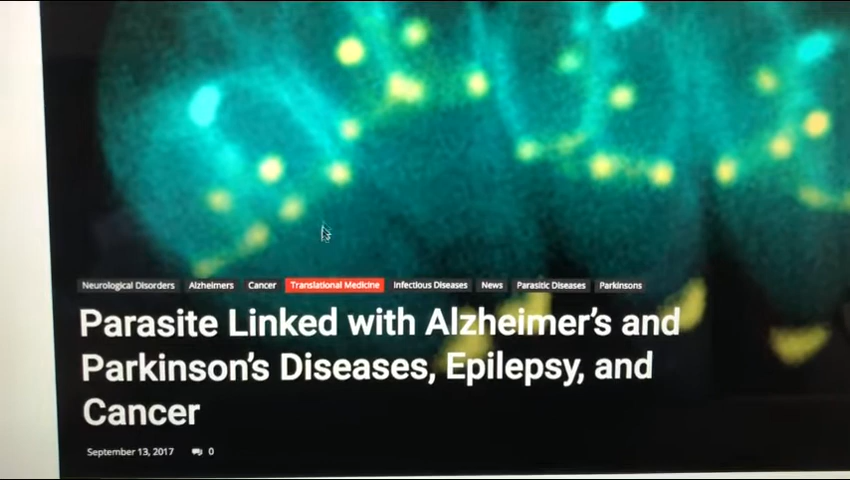 Neurological Disorders Alzheimers Cancer Translational Medicine Infectious Diseases News Parasitic Diseases Parkinsons
Parasite Linked with Alzheimer's and
Parkinson's Diseases, Epilepsy, and
Cancer
September 13, 2017 0